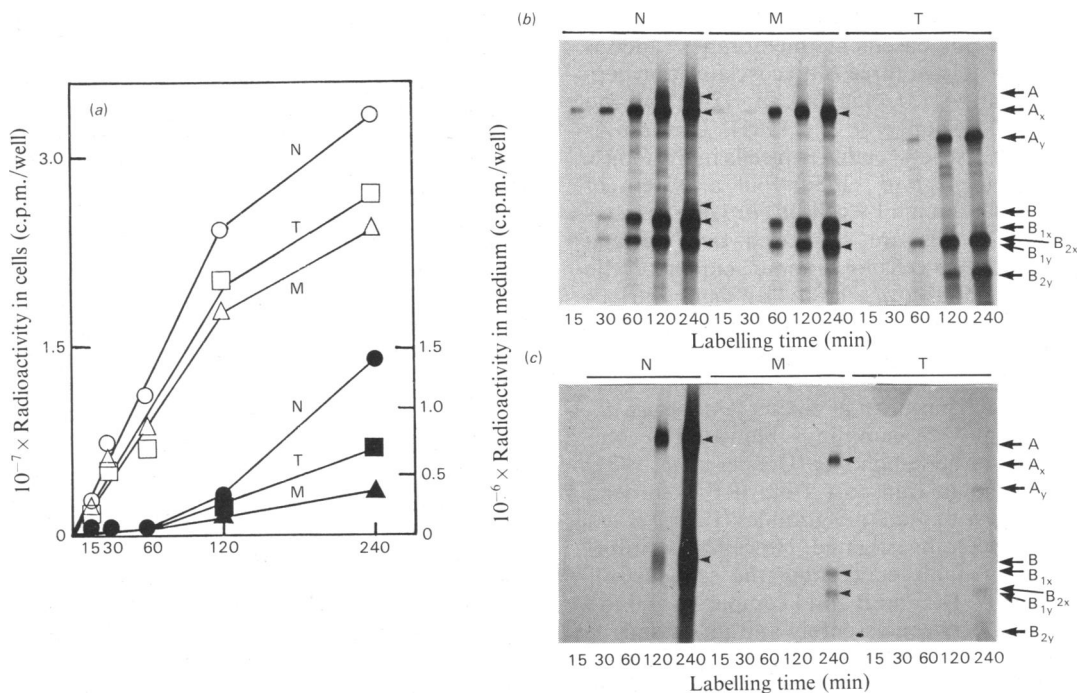 (a)
10⁻⁷ × Radioactivity in cells (c.p.m./well)
3.0
1.5
0
N
T
M
N
T
M
15 30 60 120 240
1.5
1.0
0.5
0
10⁻⁶ × Radioactivity in medium (c.p.m./well)
(b)
N M T
A
Aₓ
Aᵧ
B
B₁ₓ
B₂ₓ
B₁ᵧ
B₂ᵧ
15 30 60 120 240 15 30 60 120 240 15 30 60 120 240
Labelling time (min)
(c)
N M T
A
Aₓ
Aᵧ
B
B₁ₓ
B₂ₓ
B₁ᵧ
B₂ᵧ
15 30 60 120 240 15 30 60 120 240 15 30 60 120 240
Labelling time (min)